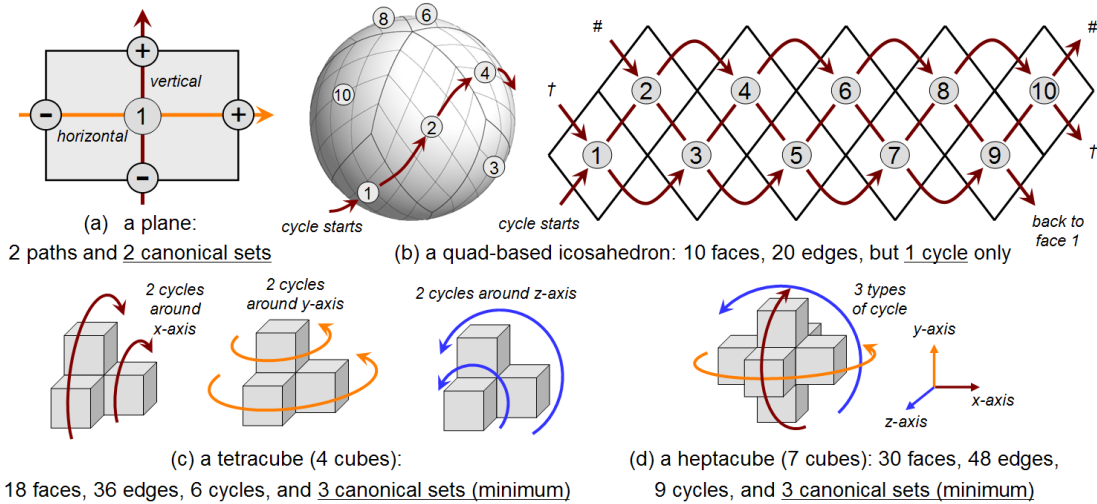 +
vertical
-
1
+
horizontal
-
(a) a plane:
2 paths and 2 canonical sets
8
6
10
4
2
3
1
cycle starts
#
#
2
4
6
8
10
†
†
1
3
5
7
9
cycle starts
back to
face 1
(b) a quad-based icosahedron: 10 faces, 20 edges, but 1 cycle only
2 cycles
around
x-axis
2 cycles
around y-axis
2 cycles around z-axis
(c) a tetracube (4 cubes):
18 faces, 36 edges, 6 cycles, and 3 canonical sets (minimum)
3 types
of cycle
y-axis
x-axis
z-axis
(d) a heptacube (7 cubes): 30 faces, 48 edges,
9 cycles, and 3 canonical sets (minimum)